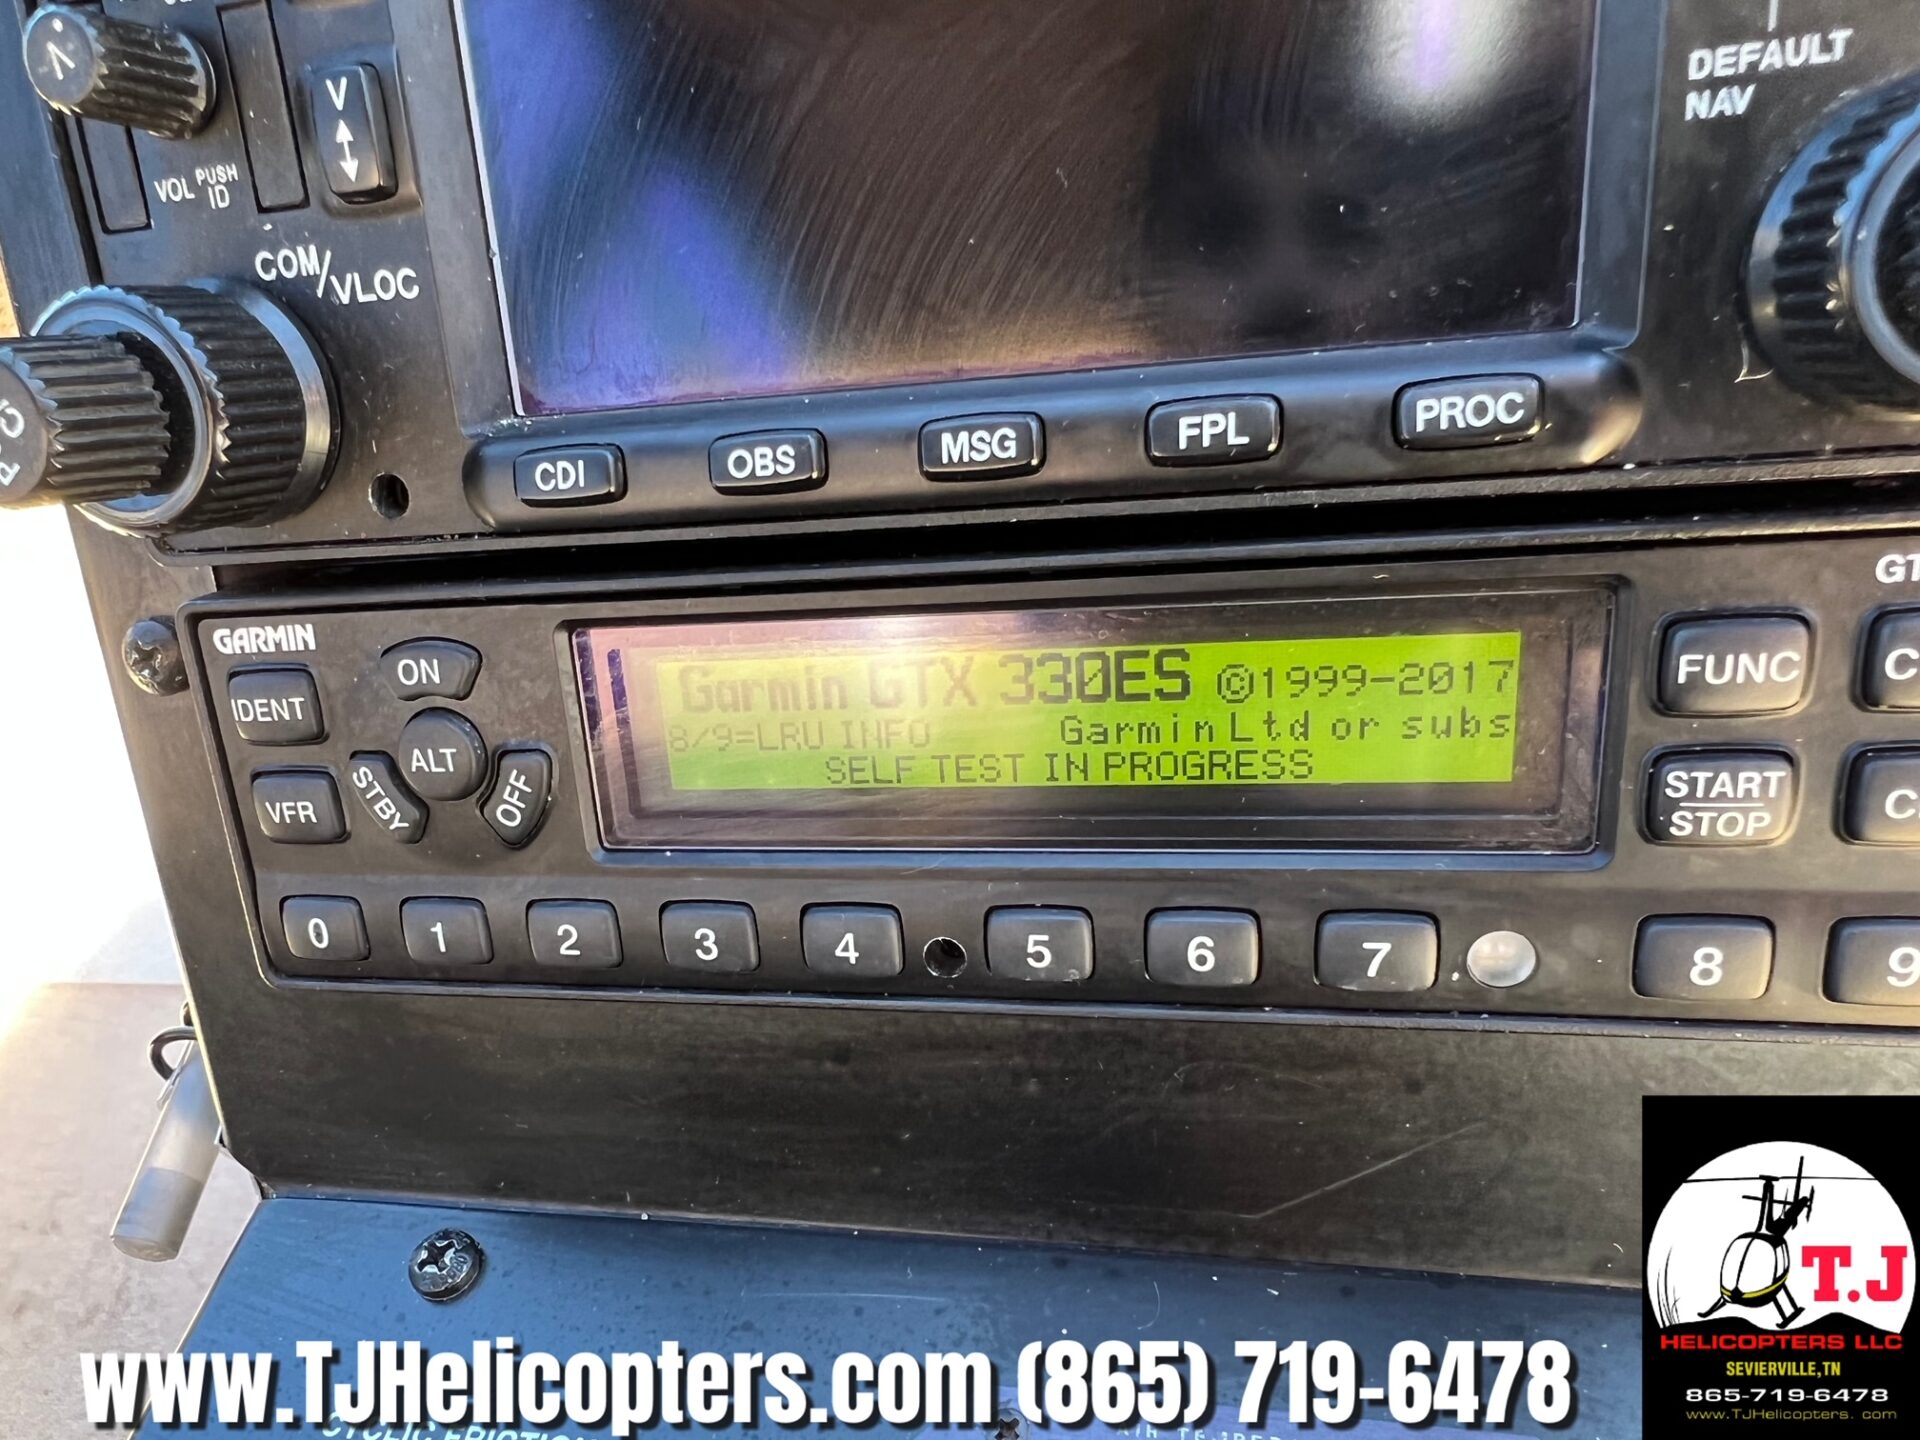 V
VOL PUSH ID
COM/VLOC
DEFAULT
NAV
CDI
OBS
MSG
FPL
PROC
GARMIN
IDENT
ON
ALT
STBY
OFF
VFR
Garmin GTX 330ES ©1999-2017
8/9=LRU INFO Garmin Ltd or subs
SELF TEST IN PROGRESS
FUNC
START
STOP
0 1 2 3 4 5 6 7 8 9
T.J
HELICOPTERS LLC
SEVIERVILLE,TN
865-719-6478
www.TJHelicopters. com
www.TJHelicopters.com (865) 719-6478